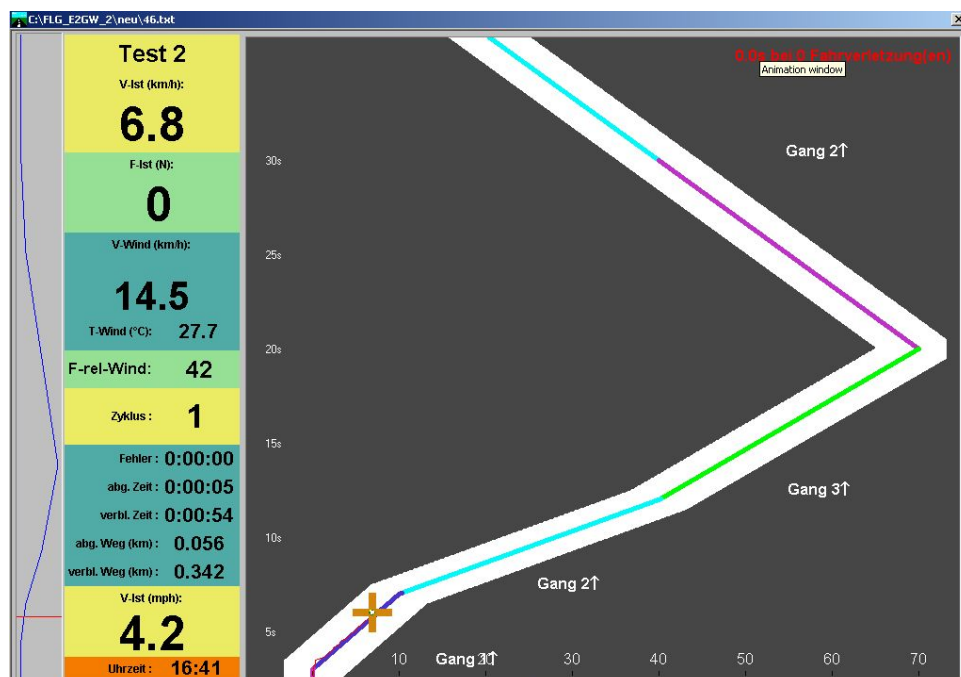 C:\FLG_E2GW_2\neu\46.txt
Test 2
V-Ist (km/h):
6.8
F-Ist (N):
0
V-Wind (km/h):
14.5
T-Wind (°C): 27.7
F-rel-Wind: 42
Zyklus : 1
Fehler : 0:00:00
abg. Zeit : 0:00:05
verbl. Zeit : 0:00:54
abg. Weg (km) : 0.056
verbl. Weg (km) : 0.342
V-Ist (mph):
4.2
Uhrzeit : 16:41
0.0s bei 0 Fahrverletzung(en)
Animation window
Gang 2↑
30s
25s
20s
15s
Gang 3↑
10s
Gang 2↑
5s
Gang 1↑
10 20 30 40 50 60 70